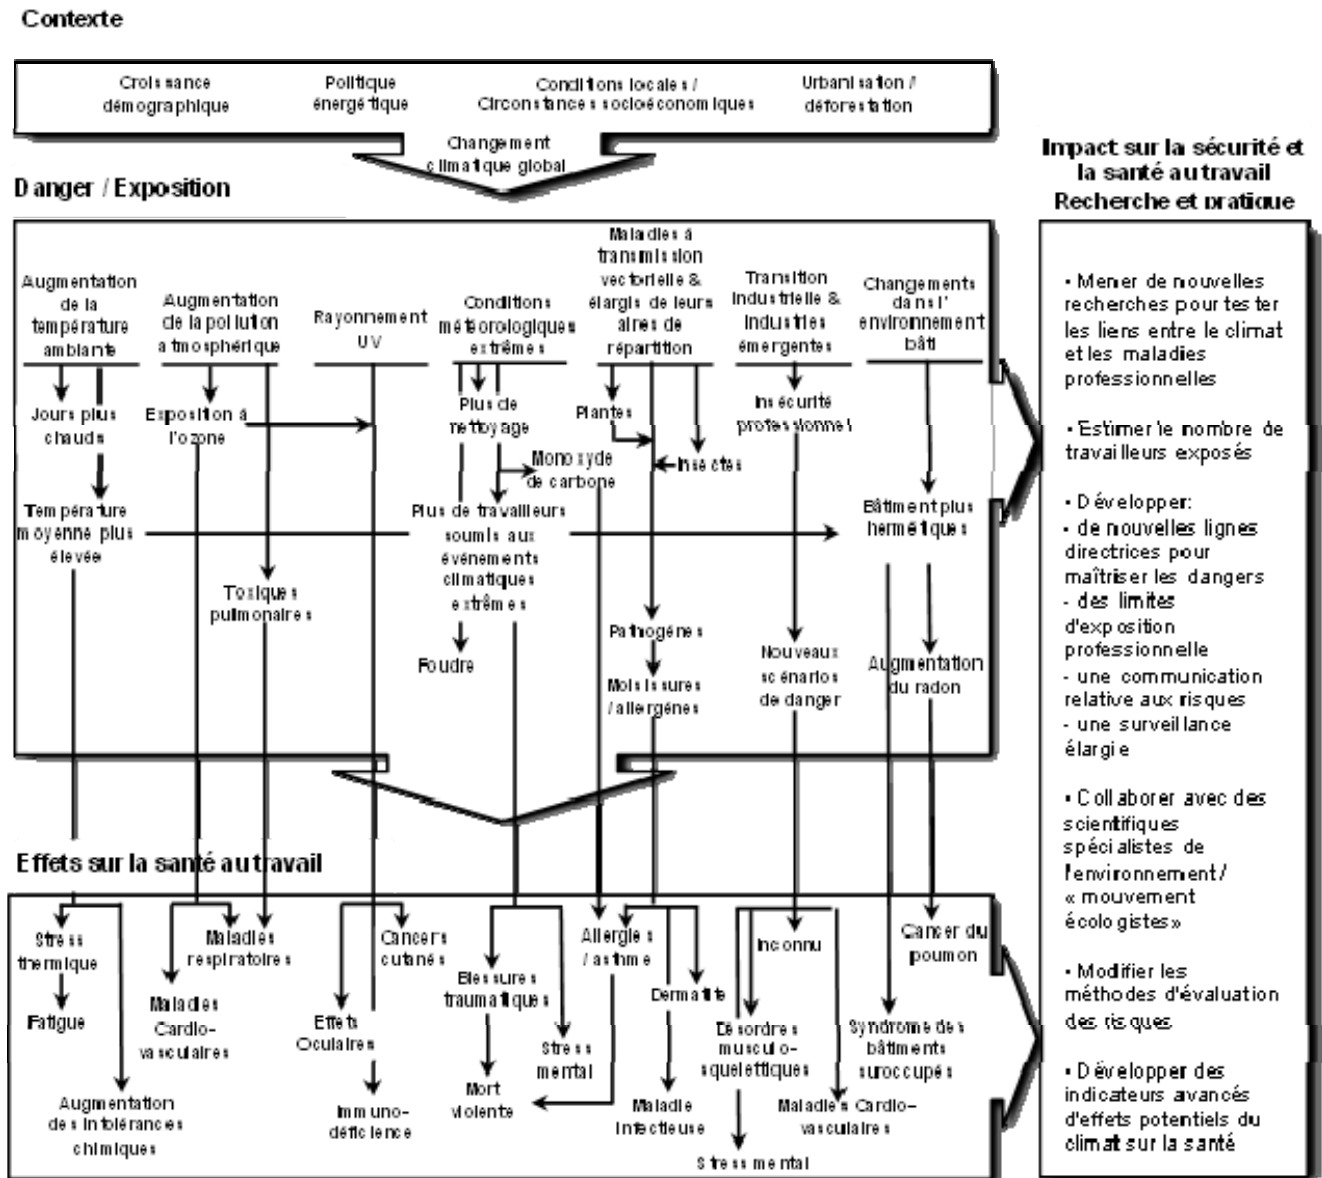 Contexte
Croissance
démographique
Politique
énergétique
Conditions locales /
Circonstances socioéconomiques
Urbanisation /
déforestation
Changement
climatique global
Danger / Exposition
Augmentation
de la
température
ambiante
Augmentation
de la pollution
atmosphérique
Rayonnement
UV
Conditions
météorologiques
extrêmes
Maladies à
transmission
vectorielle &
élargis de leurs
aires de
répartition
Transition
industrielle &
industries
émergentes
Changements
dans l'
environnement
bâti
Jours plus
chauds
Exposition à
l'ozone
Plus de
nettoyage
Plantes
Insécurité
professionnel
Monoxyde
de carbone
Insectes
Température
moyenne plus
élevée
Plus de travailleurs
soumis aux
événements
climatiques
extrêmes
Bâtiment plus
hermétiques
Toxiques
pulmonaires
Pathogénes
Foudre
Moisissures
/ allergénes
Nouveaux
scénarios
de danger
Augmentation
du radon
Effets sur la santé au travail
Stress
thermique
Maladies
respiratoires
Cancers
cutanés
Allergies
/ asthme
Inconnu
Cancer du
poumon
Blessures
traumatiques
Dermatite
Fatigue
Maladies
Cardio-
vasculaires
Effets
Oculaires
Stress
mental
Désordres
musculo-
squelettiques
Syndrome des
bâtiments
suroccupés
Mort
violente
Augmentation
des intolérances
chimiques
Immuno-
déficience
Maladie
infectieuse
Maladies Cardio-
vasculaires
Stress mental
Impact sur la sécurité et
la santé au travail
Recherche et pratique
• Mener de nouvelles
recherches pour tester
les liens entre le climat
et les maladies
professionnelles
• Estimer le nombre de
travailleurs exposés
• Développer:
- de nouvelles lignes
directrices pour
maîtriser les dangers
- des limites
d'exposition
professionnelle
- une communication
relative aux risques
- une surveillance
élargie
• Collaborer avec des
scientifiques
spécialistes de
l'environnement /
« mouvement
écologistes»
• Modifier les
méthodes d'évaluation
des risques
• Développer des
indicateurs avancés
d'effets potentiels du
climat sur la santé